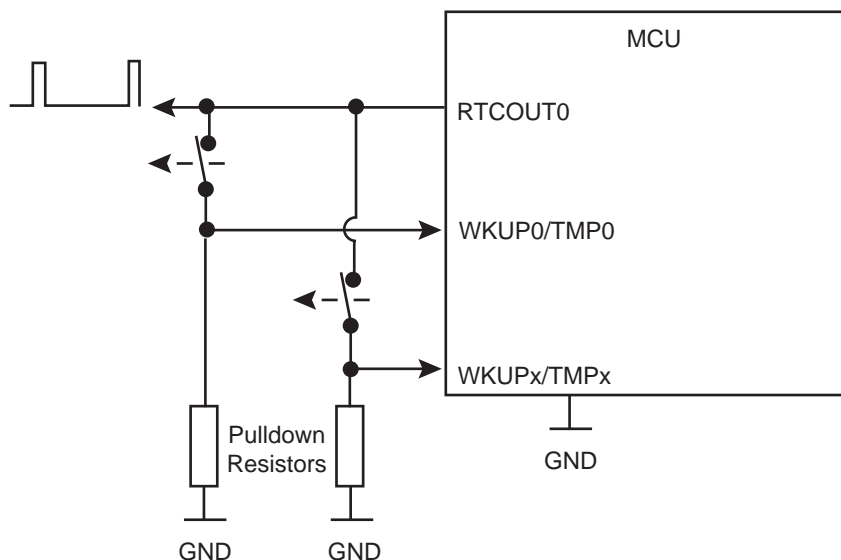 MCU
RTCOUT0
WKUP0/TMP0
WKUPx/TMPx
Pulldown
Resistors
GND
GND
GND